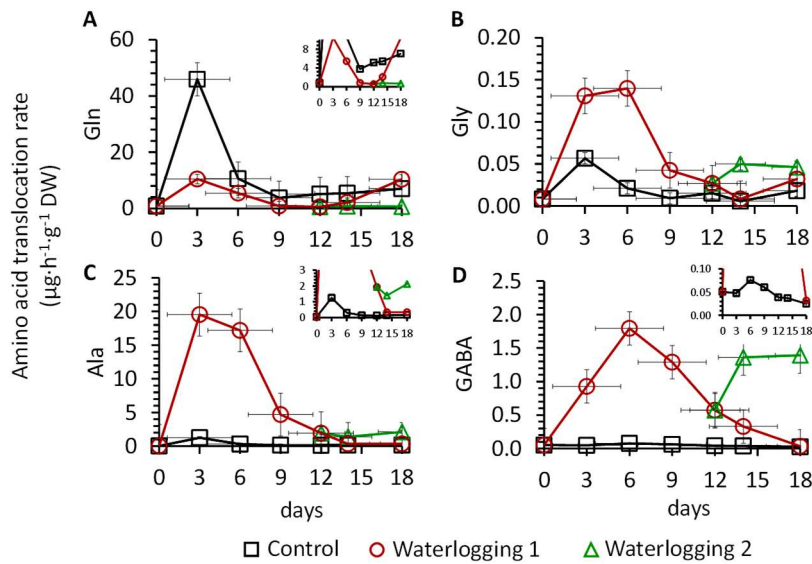 Amino acid translocation rate
(µg·h⁻¹·g⁻¹ DW)
A
Gln
60
40
20
10
0
0 3 6 9 12 15 18
8
6
4
2
0
0 3 6 9 12 15 18
B
Gly
0.20
0.15
0.10
0.05
0.00
0 3 6 9 12 15 18
C
Ala
25
20
15
10
5
0
0 3 6 9 12 15 18
days
3
2
1
0
0 3 6 9 12 15 18
D
GABA
2.5
2.0
1.5
1.0
0.5
0.0
0 3 6 9 12 15 18
days
0.10
0.05
0.00
0 3 6 9 12 15 18
Control Waterlogging 1 Waterlogging 2